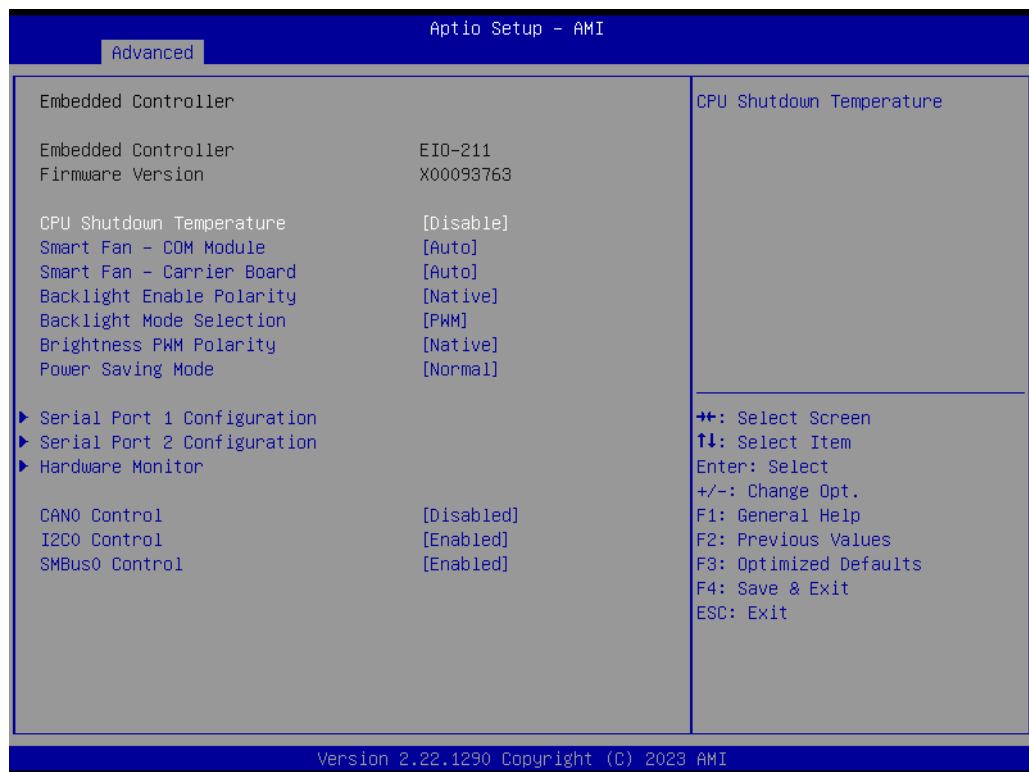 Aptio Setup – AMI
Advanced
Embedded Controller
Embedded Controller EIO-211
Firmware Version X00093763
CPU Shutdown Temperature [Disable]
Smart Fan – COM Module [Auto]
Smart Fan – Carrier Board [Auto]
Backlight Enable Polarity [Native]
Backlight Mode Selection [PWM]
Brightness PWM Polarity [Native]
Power Saving Mode [Normal]
Serial Port 1 Configuration
Serial Port 2 Configuration
Hardware Monitor
CAN0 Control [Disabled]
I2C0 Control [Enabled]
SMBus0 Control [Enabled]
CPU Shutdown Temperature
→←: Select Screen
↑↓: Select Item
Enter: Select
+/-: Change Opt.
F1: General Help
F2: Previous Values
F3: Optimized Defaults
F4: Save & Exit
ESC: Exit
Version 2.22.1290 Copyright (C) 2023 AMI